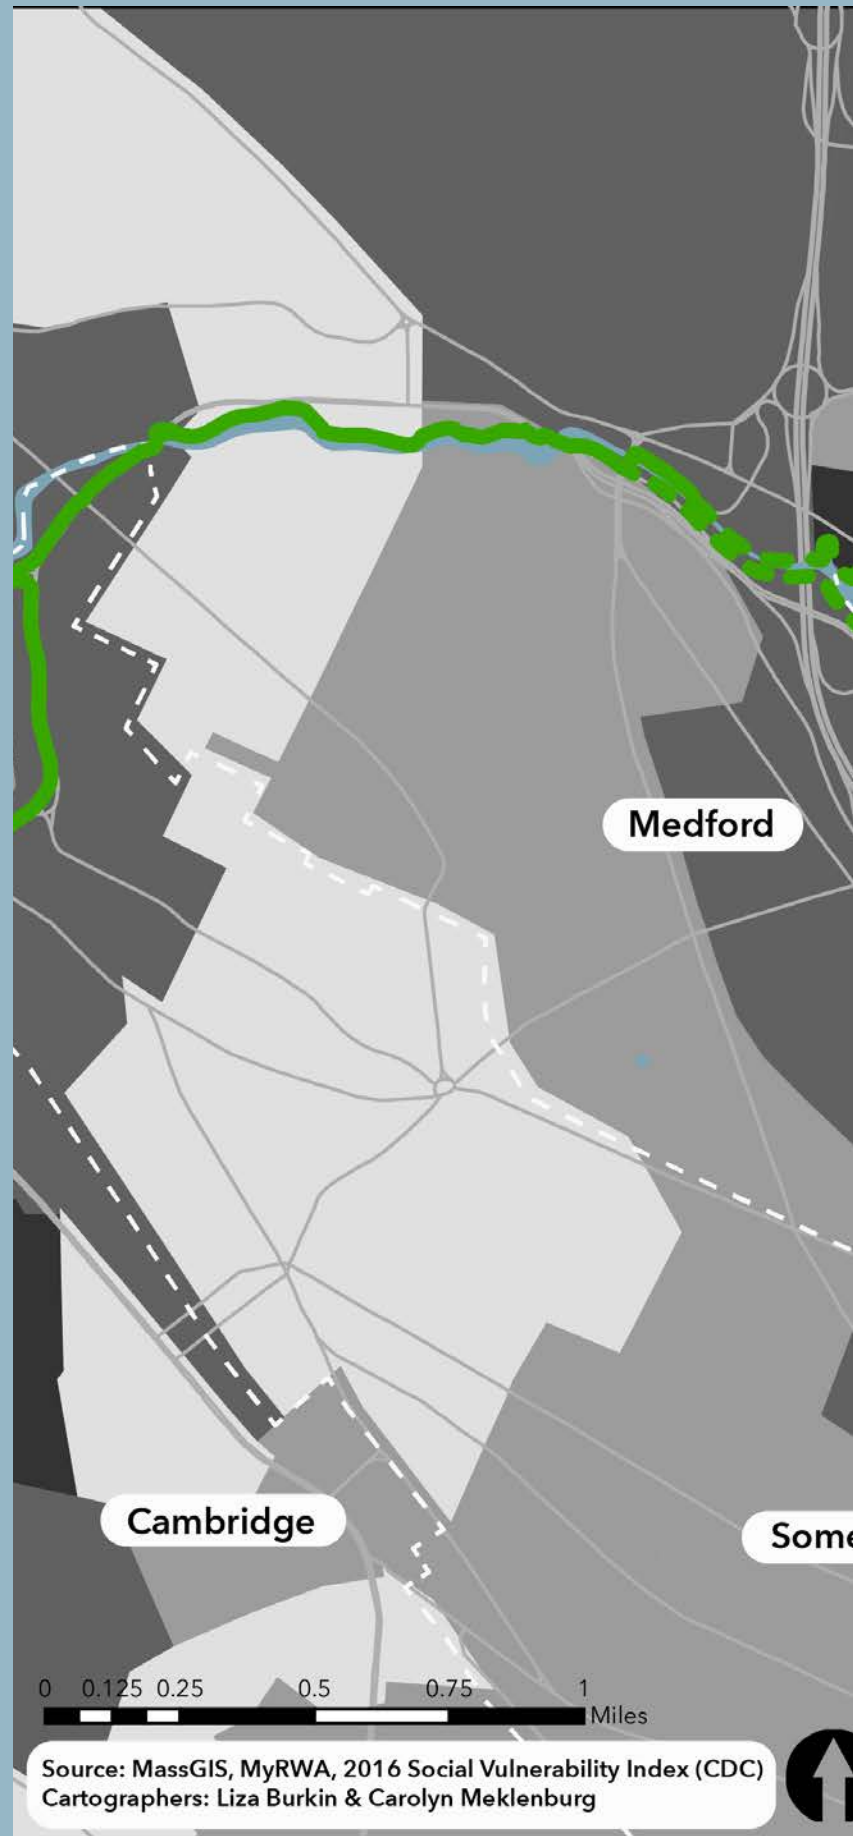 Medford
Cambridge
Some
0 0.125 0.25 0.5 0.75 1
Miles
Source: MassGIS, MyRWA, 2016 Social Vulnerability Index (CDC)
Cartographers: Liza Burkin & Carolyn Meklenburg